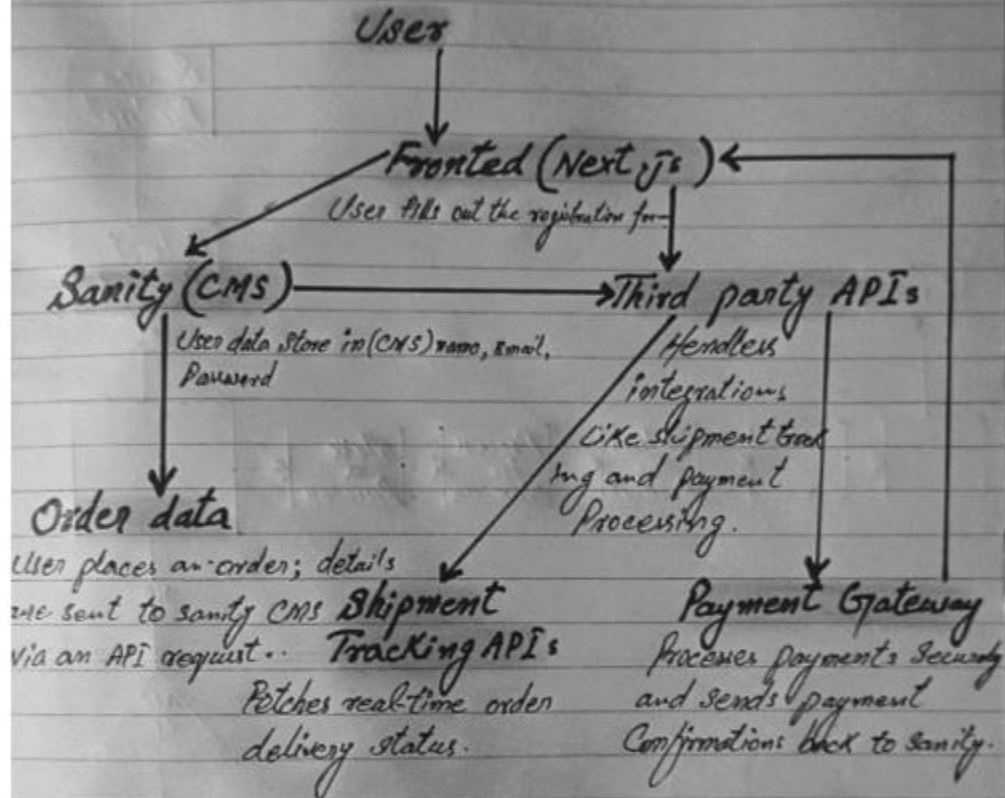 User
Fronted (Next js)
User fills out the registration for
Sanity (CMS)
Third party APIs
User data store in (CMS) name, Email,
Password
Hendless
integrations
Like shipment track
ing and payment
Processing.
Order data
User places an order; details
are sent to sanity CMS
via an API request..
Shipment
Tracking APIs
Fetches real-time order
delivery status.
Payment Gateway
Processes payments securely
and sends payment
Confirmations back to sanity.